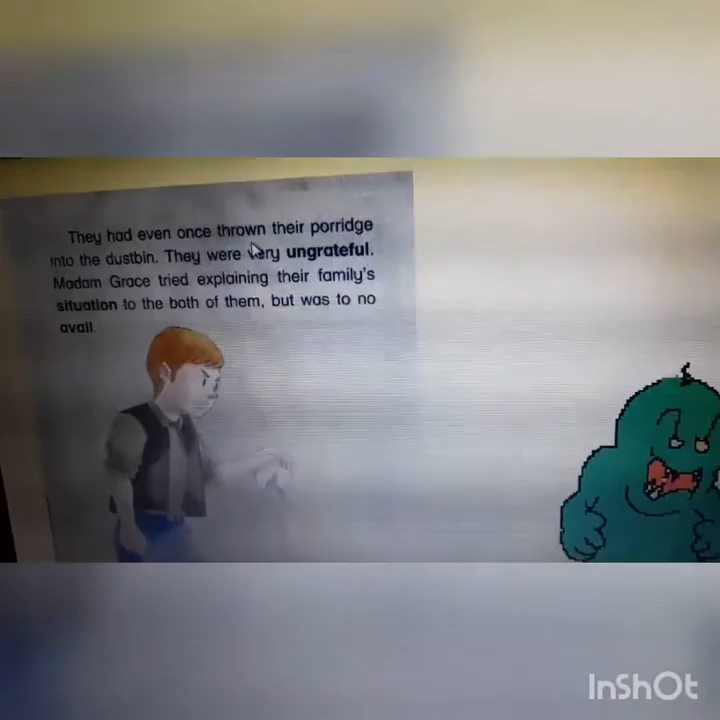 They had even once thrown their porridge
into the dustbin. They were very ungrateful.
Madam Grace tried explaining their family's
situation to the both of them, but was to no
avail.
InShOt